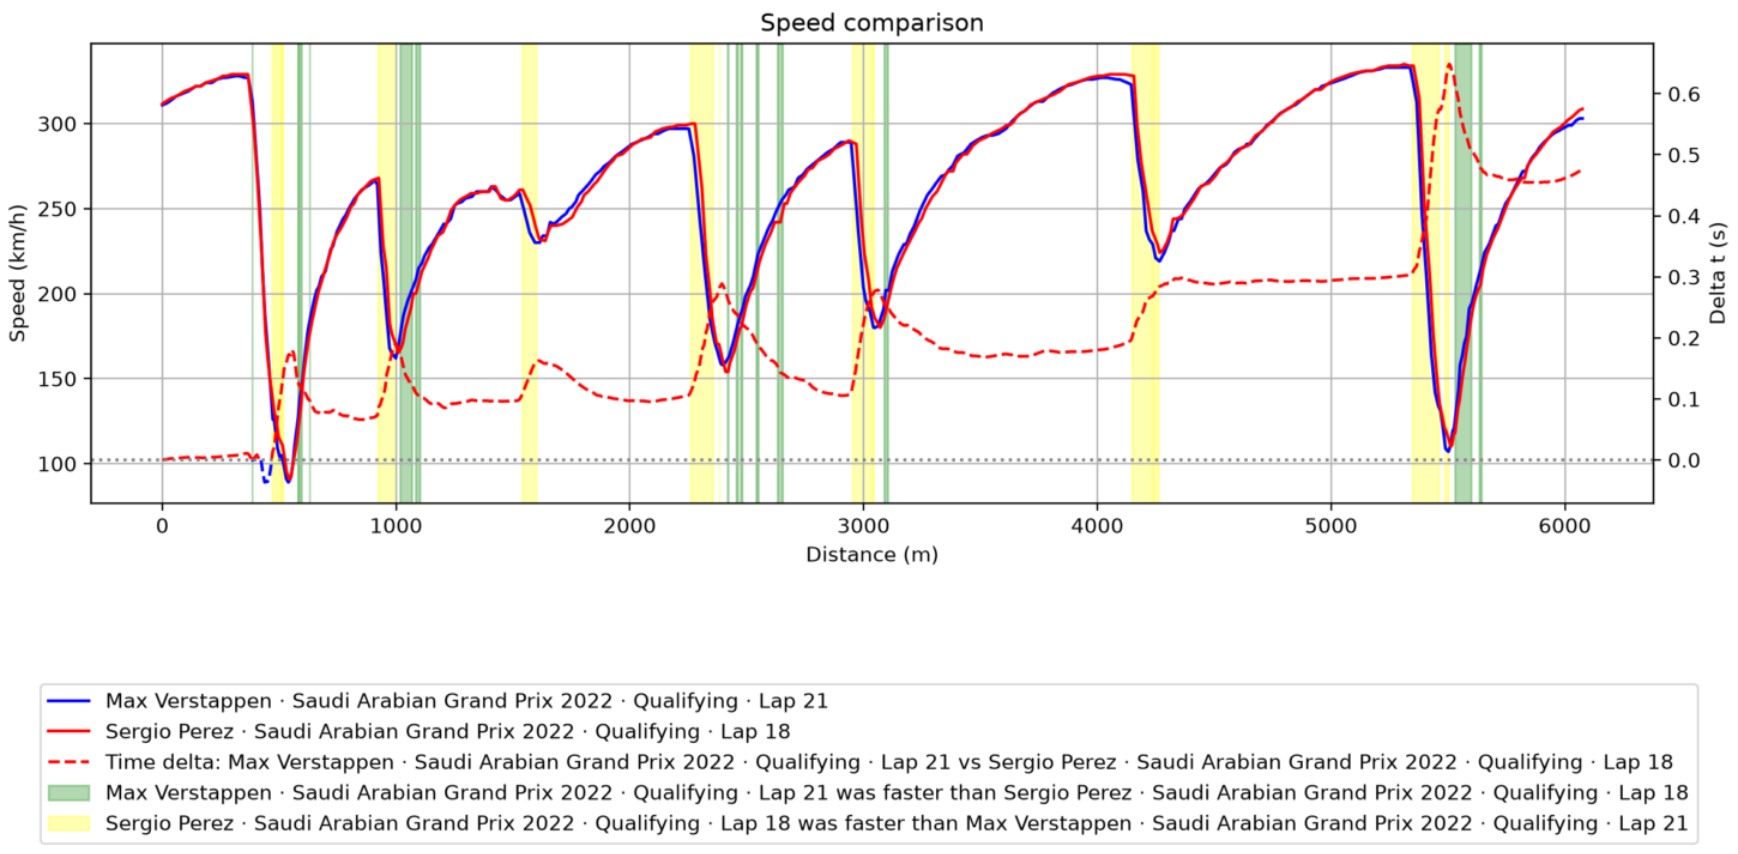 Speed comparison
300
250
200
150
100
Speed (km/h)
0.6
0.5
0.4
0.3
0.2
0.1
0.0
Delta t (s)
0 1000 2000 3000 4000 5000 6000
Distance (m)
Max Verstappen · Saudi Arabian Grand Prix 2022 · Qualifying · Lap 21
Sergio Perez · Saudi Arabian Grand Prix 2022 · Qualifying · Lap 18
Time delta: Max Verstappen · Saudi Arabian Grand Prix 2022 · Qualifying · Lap 21 vs Sergio Perez · Saudi Arabian Grand Prix 2022 · Qualifying · Lap 18
Max Verstappen · Saudi Arabian Grand Prix 2022 · Qualifying · Lap 21 was faster than Sergio Perez · Saudi Arabian Grand Prix 2022 · Qualifying · Lap 18
Sergio Perez · Saudi Arabian Grand Prix 2022 · Qualifying · Lap 18 was faster than Max Verstappen · Saudi Arabian Grand Prix 2022 · Qualifying · Lap 21